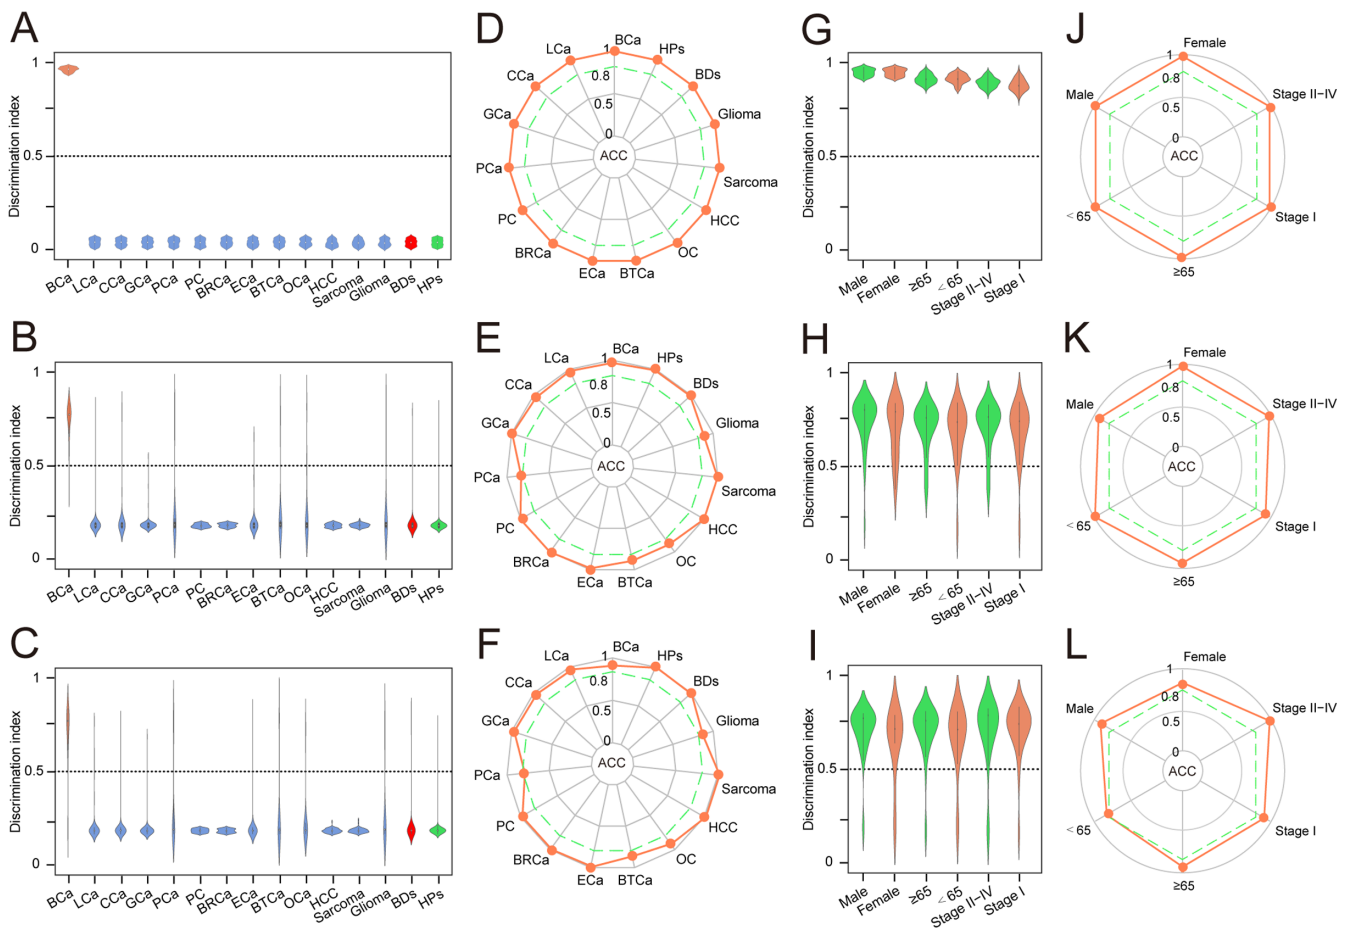 A
Discrimination index
1
0.5
0
BCa
LCa
CCa
GCa
PCa
PC
BRCa
ECa
BTCa
OCa
HCC
Sarcoma
Glioma
BDs
HPs
D
1
0.8
0.5
0
ACC
BCa
HPs
BDs
Glioma
Sarcoma
HCC
OC
BTCa
ECa
BRCa
PC
PCa
GCa
CCa
LCa
G
Discrimination index
1
0.5
0
Male
Female
≥65
<65
Stage II-IV
Stage I
J
1
0.8
0.5
0
ACC
Female
Stage II-IV
Stage I
≥65
<65
Male
B
Discrimination index
1
0.5
0
BCa
LCa
CCa
GCa
PCa
PC
BRCa
ECa
BTCa
OCa
HCC
Sarcoma
Glioma
BDs
HPs
E
1
0.8
0.5
0
ACC
BCa
HPs
BDs
Glioma
Sarcoma
HCC
OC
BTCa
ECa
BRCa
PC
PCa
GCa
CCa
LCa
H
Discrimination index
1
0.5
0
Male
Female
≥65
<65
Stage II-IV
Stage I
K
1
0.8
0.5
0
ACC
Female
Stage II-IV
Stage I
≥65
<65
Male
C
Discrimination index
1
0.5
0
BCa
LCa
CCa
GCa
PCa
PC
BRCa
ECa
BTCa
OCa
HCC
Sarcoma
Glioma
BDs
HPs
F
1
0.8
0.5
0
ACC
BCa
HPs
BDs
Glioma
Sarcoma
HCC
OC
BTCa
ECa
BRCa
PC
PCa
GCa
CCa
LCa
I
Discrimination index
1
0.5
0
Male
Female
≥65
<65
Stage II-IV
Stage I
L
1
0.8
0.5
0
ACC
Female
Stage II-IV
Stage I
≥65
<65
Male